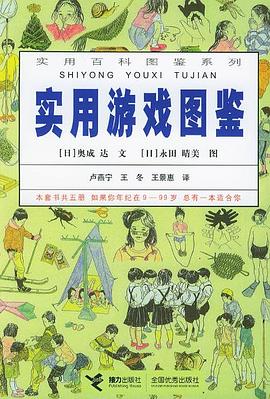 实用百科图鉴系列
SHIYONG YOUXI TUJIAN
实用游戏图鉴
[日]奥成 达 文 [日]永田 晴美 图
卢燕宁 王 冬 王景惠 译
本套书共五册 如果你年纪在9—99岁 总有一本适合你
接力出版社 全国优秀出版社